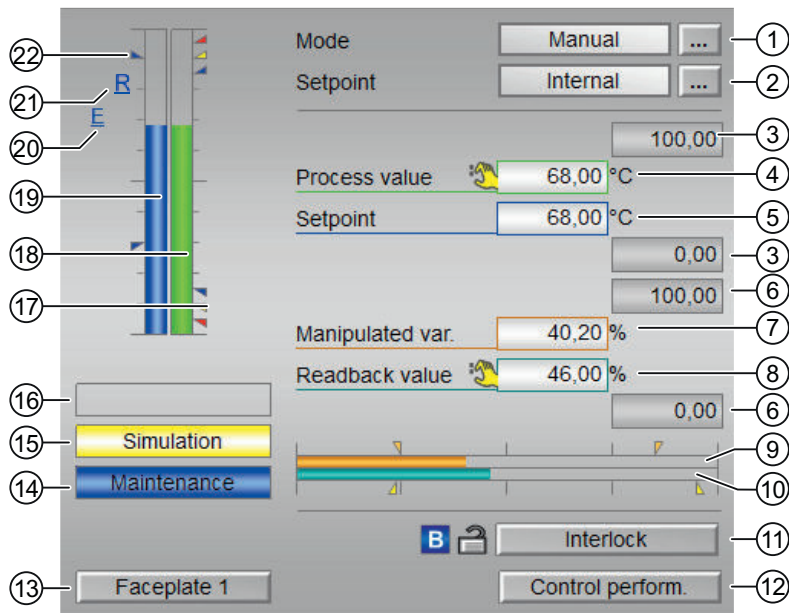 Mode Manual ... 1
Setpoint Internal ... 2
22
21 R
20 E
100,00 3
Process value 68,00 °C 4
19
Setpoint 68,00 °C 5
18
0,00 3
17
100,00 6
Manipulated var. 40,20 % 7
Readback value 46,00 % 8
16
0,00 6
15 Simulation
9
14 Maintenance
10
B Interlock 11
13 Faceplate 1
Control perform. 12